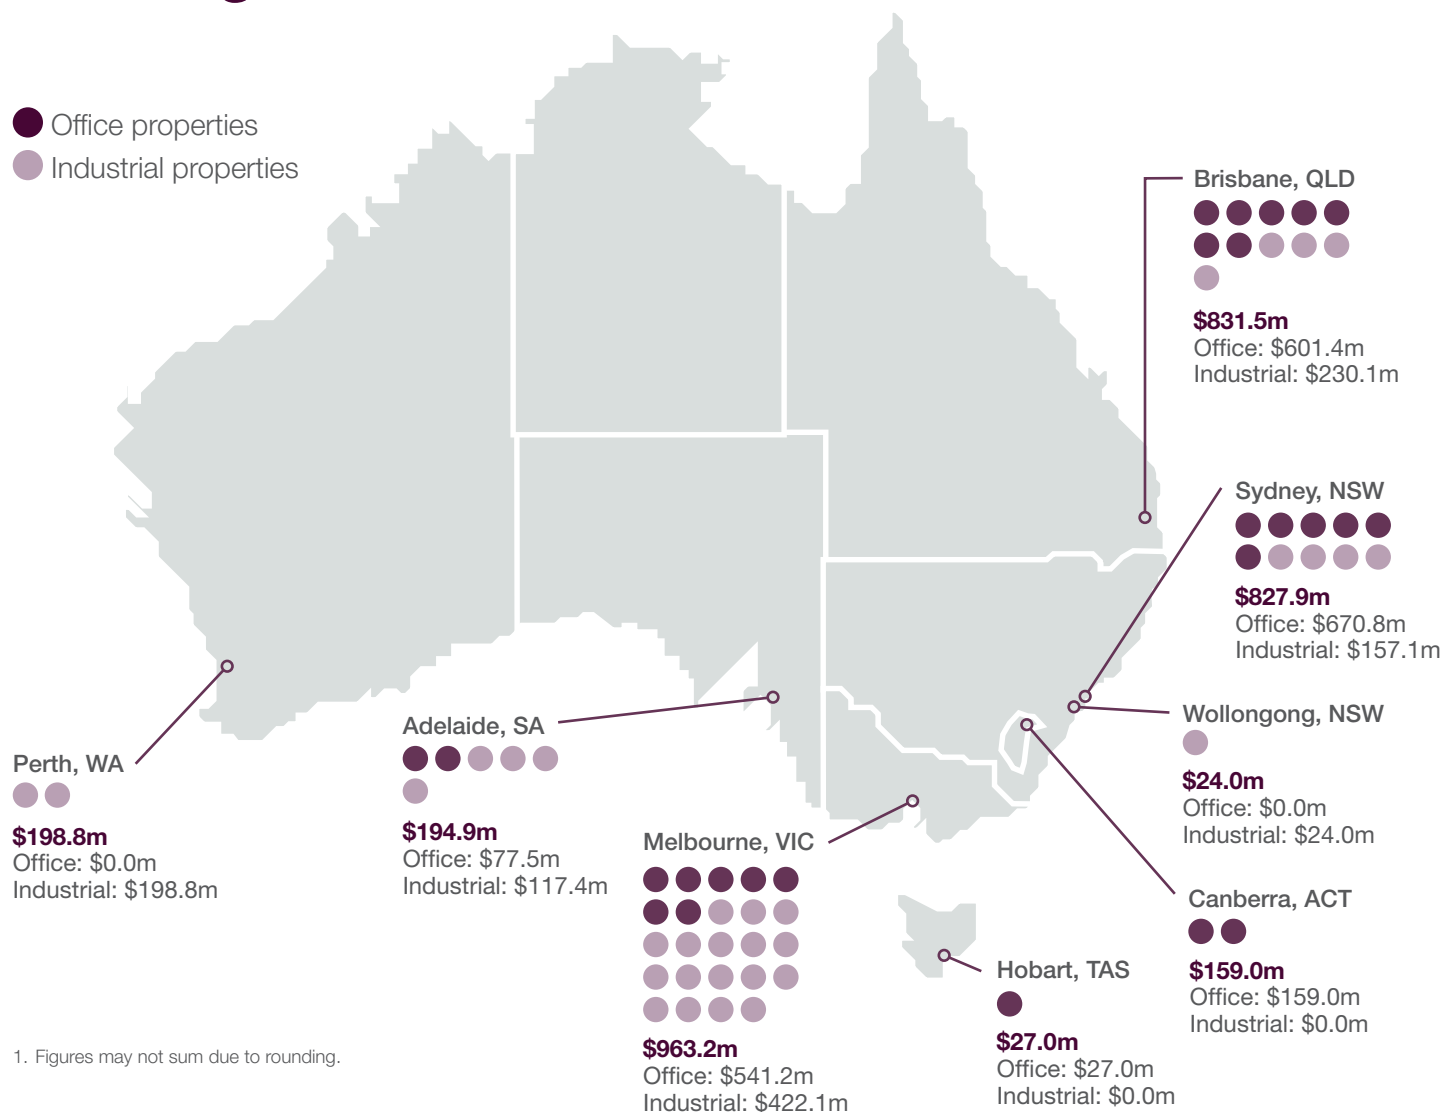 Office properties
Industrial properties
Brisbane, QLD
$831.5m
Office: $601.4m
Industrial: $230.1m
Sydney, NSW
$827.9m
Office: $670.8m
Industrial: $157.1m
Wollongong, NSW
$24.0m
Office: $0.0m
Industrial: $24.0m
Canberra, ACT
$159.0m
Office: $159.0m
Industrial: $0.0m
Hobart, TAS
$27.0m
Office: $27.0m
Industrial: $0.0m
Melbourne, VIC
$963.2m
Office: $541.2m
Industrial: $422.1m
Adelaide, SA
$194.9m
Office: $77.5m
Industrial: $117.4m
Perth, WA
$198.8m
Office: $0.0m
Industrial: $198.8m
1. Figures may not sum due to rounding.